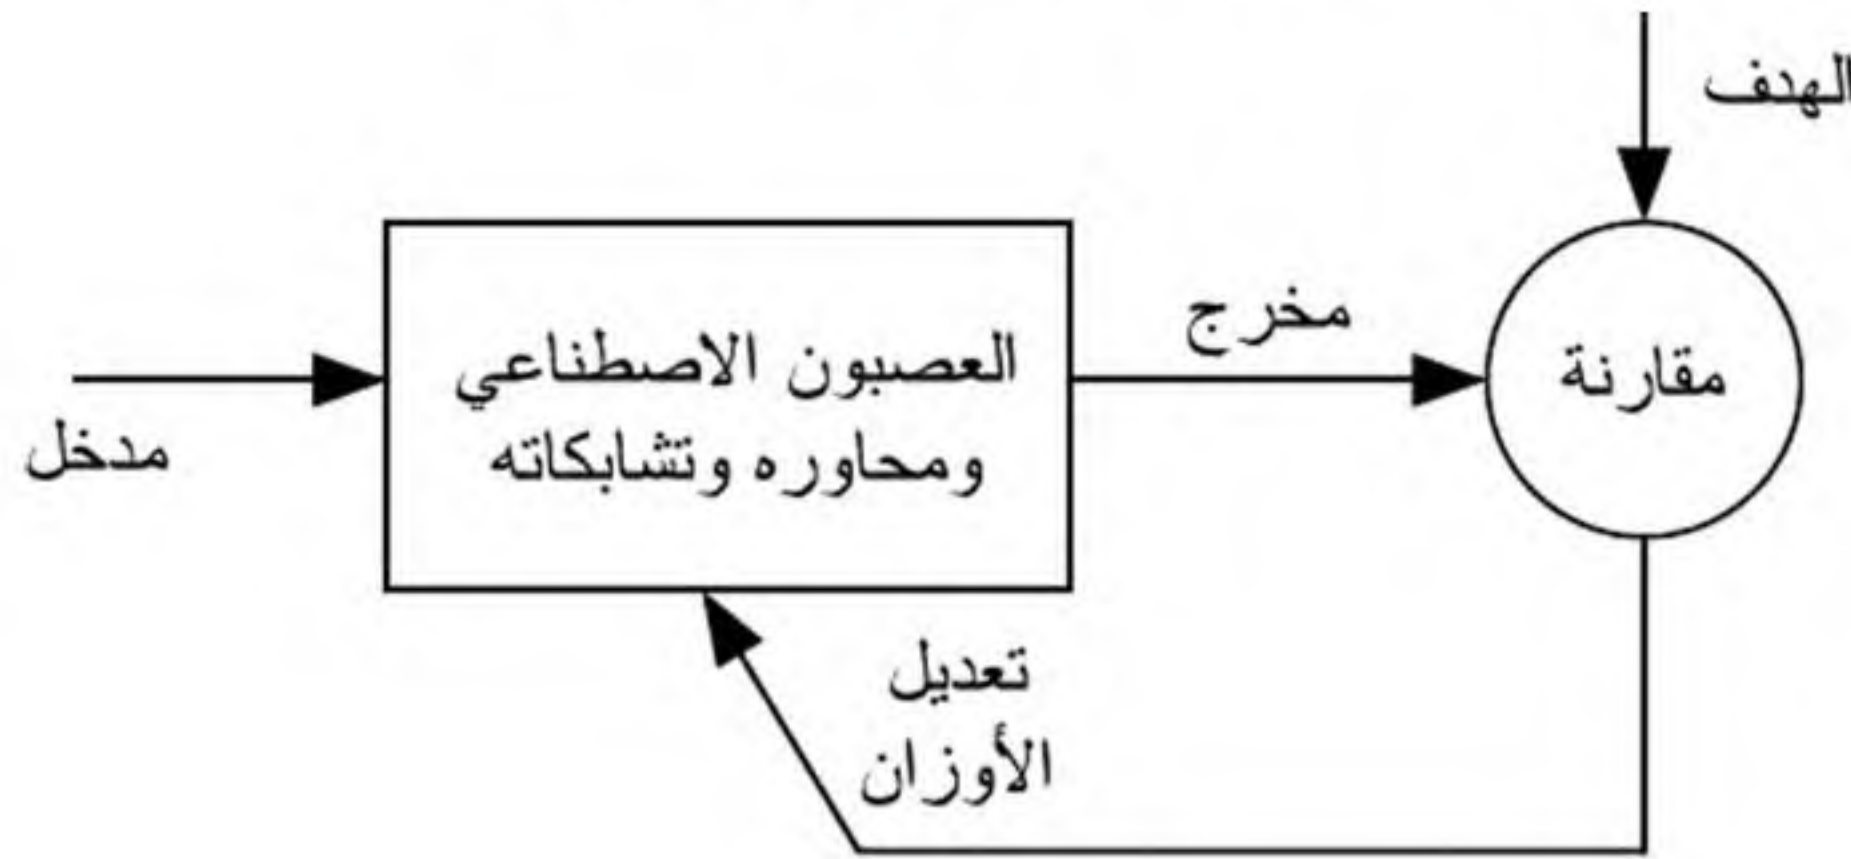 الهدف
مخرج
مقارنة
العصبون الاصطناعي
ومحاوره وتشابكاته
مدخل
تعديل
الأوزان